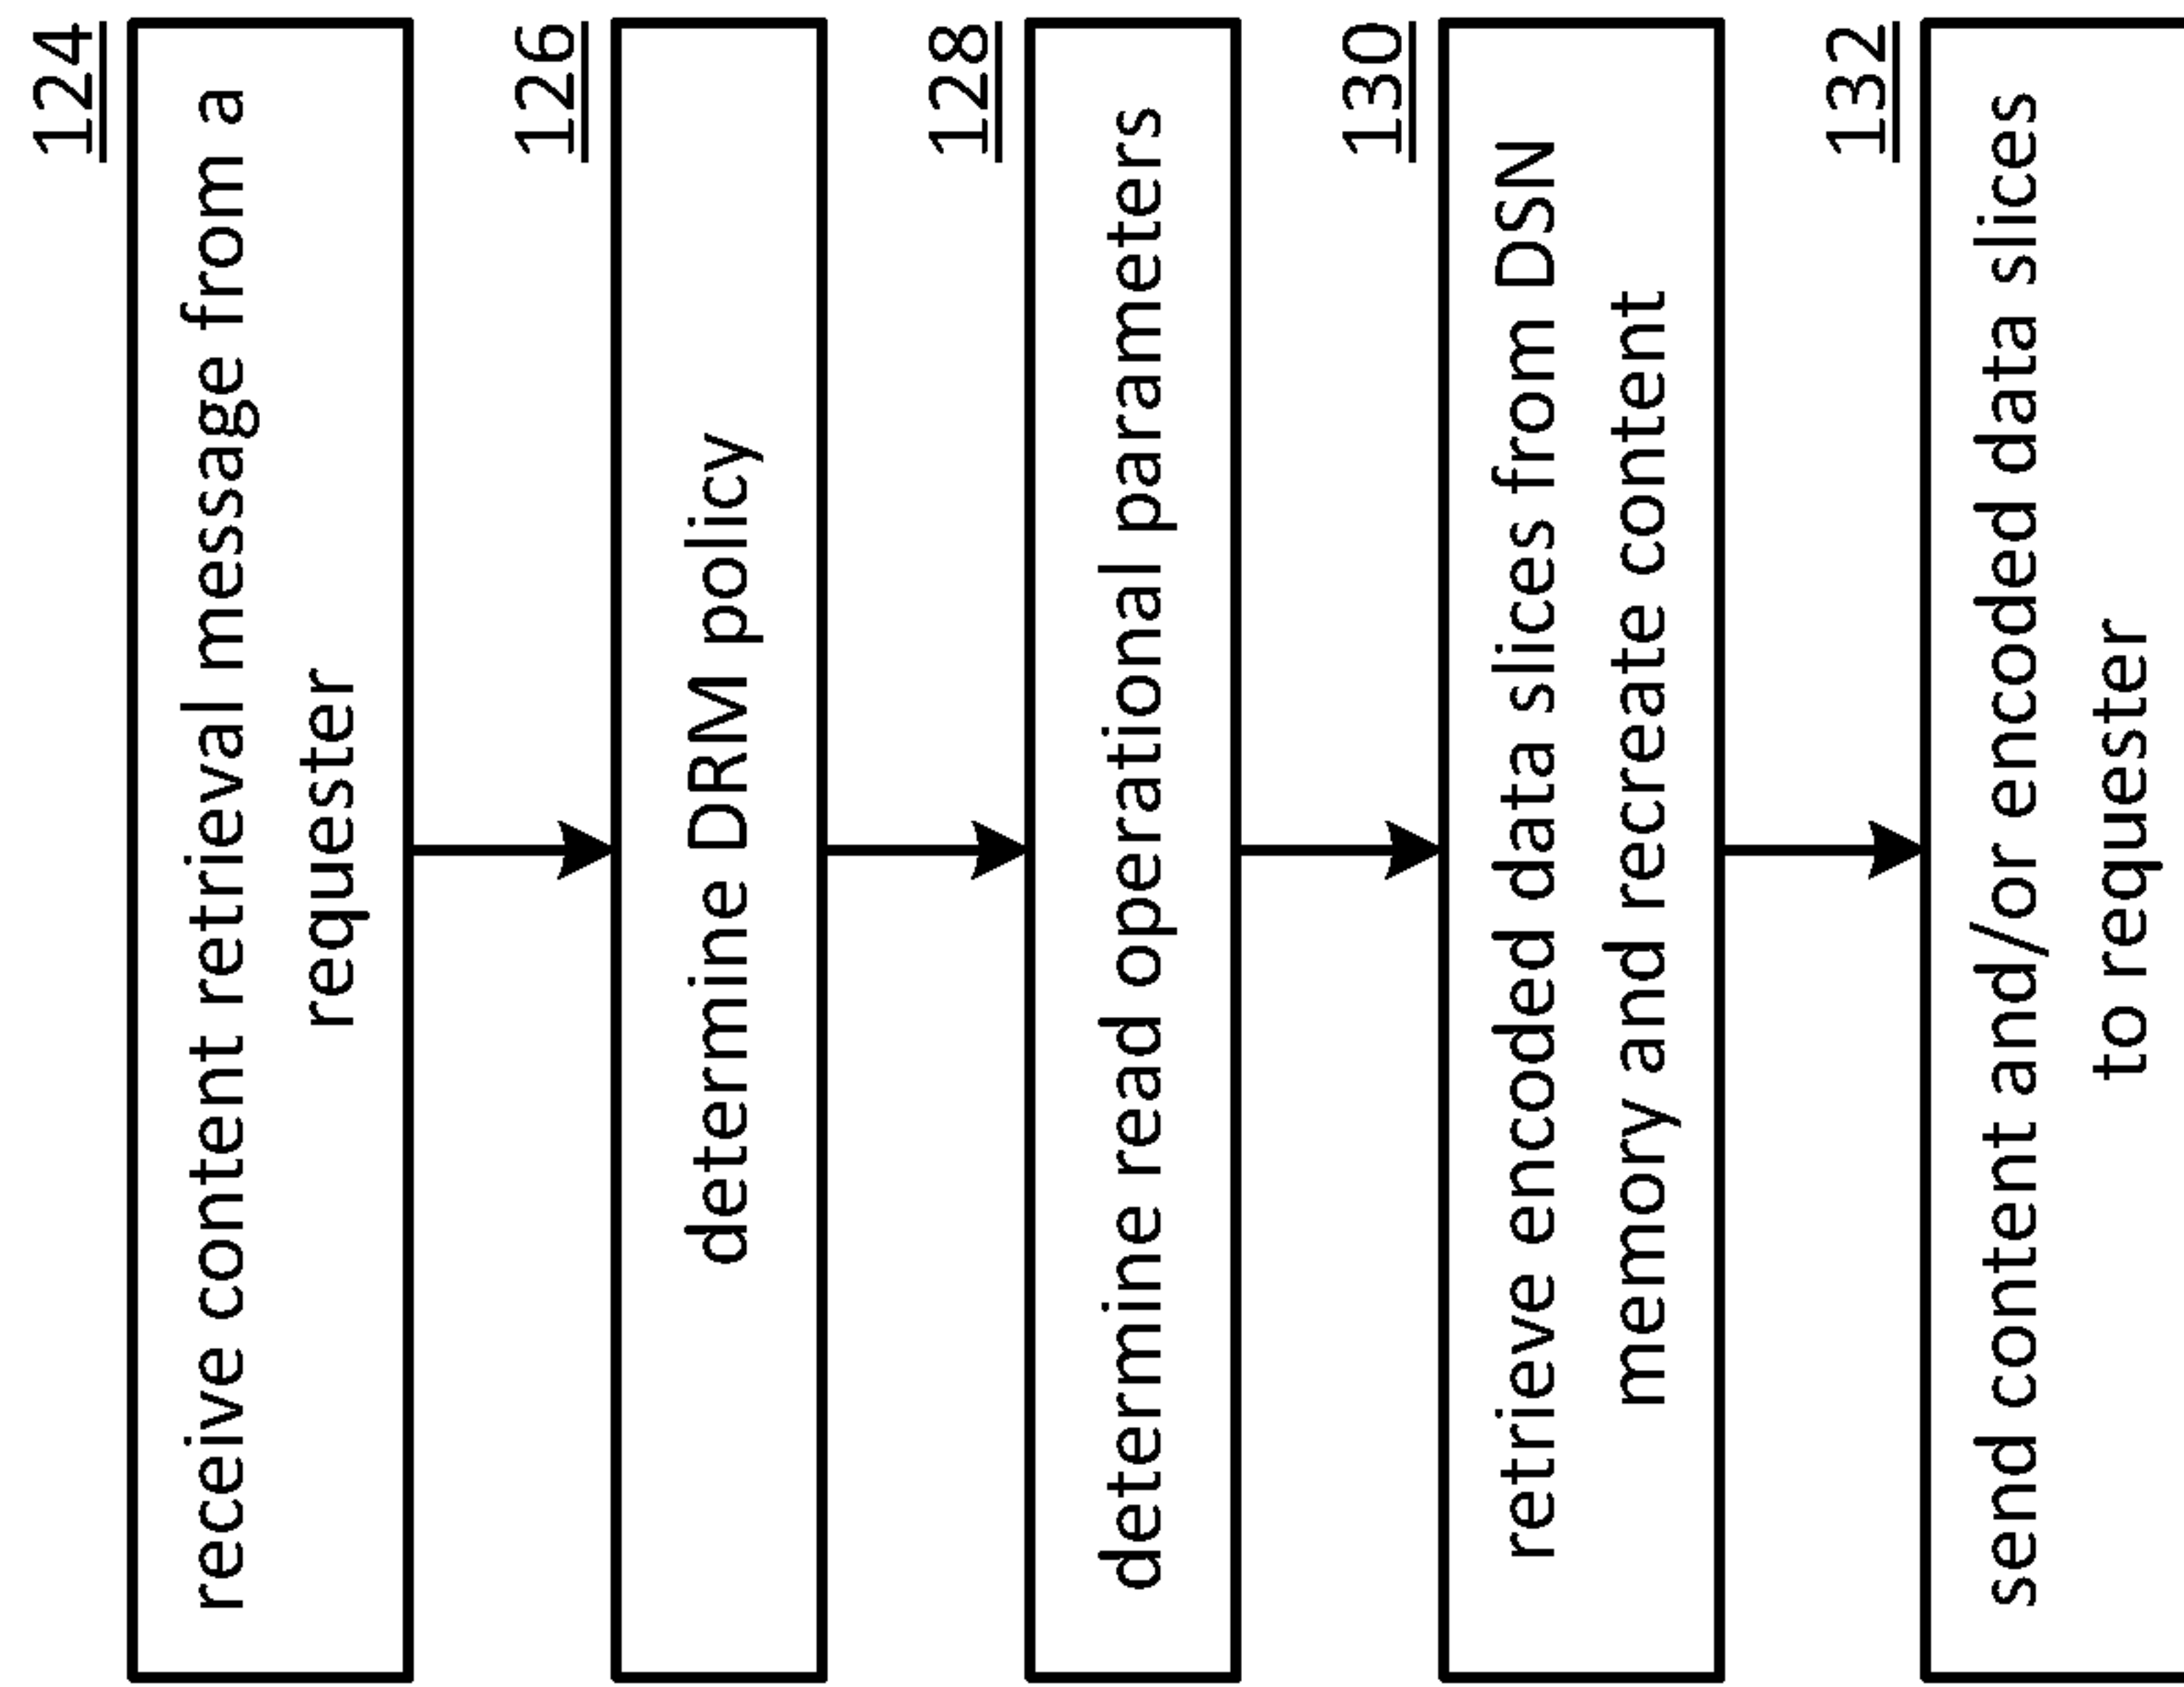 124
receive content retrieval message from a
requester
126
determine DRM policy
128
determine read operational parameters
130
retrieve encoded data slices from DSN
memory and recreate content
132
send content and/or encoded data slices
to requester